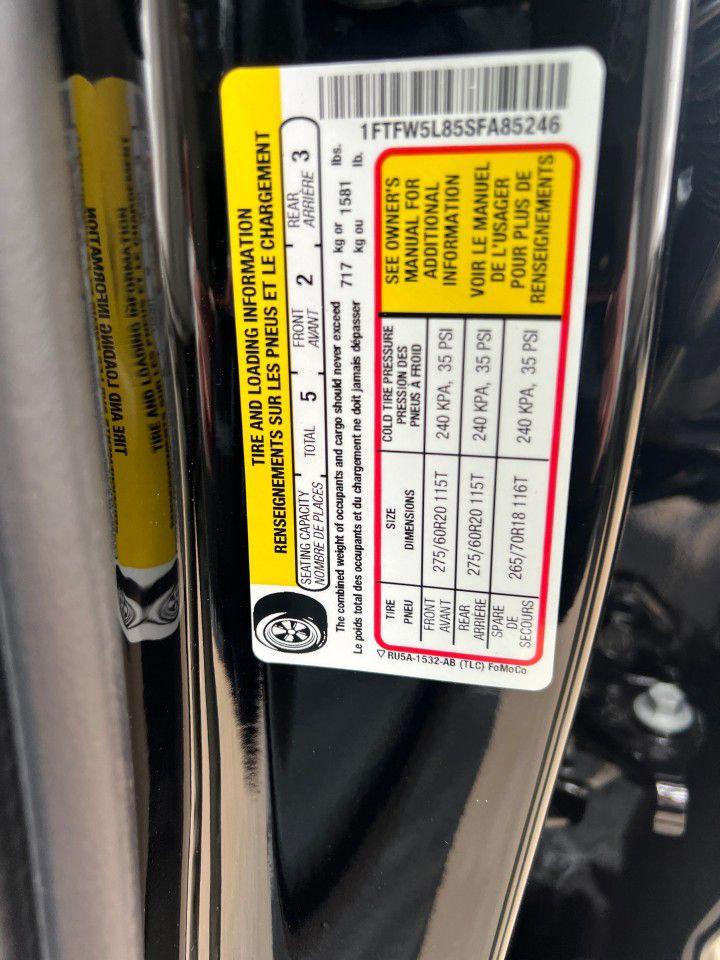 1FTFW5L85SFA85246
TIRE AND LOADING INFORMATION
RENSEIGNEMENTS SUR LES PNEUS ET LE CHARGEMENT
SEATING CAPACITY TOTAL 5 FRONT 2 REAR 3
NOMBRE DE PLACES AVANT ARRIÈRE
The combined weight of occupants and cargo should never exceed 717 kg or 1581 lbs.
Le poids total des occupants et du chargement ne doit jamais dépasser kg ou lb.
TIRE SIZE COLD TIRE PRESSURE
PNEU DIMENSIONS PRESSION DES PNEUS À FROID
FRONT AVANT 275/60R20 115T 240 KPA, 35 PSI
REAR ARRIÈRE 275/60R20 115T 240 KPA, 35 PSI
SPARE DE SECOURS 265/70R18 116T 240 KPA, 35 PSI
SEE OWNER'S
MANUAL FOR
ADDITIONAL
INFORMATION
VOIR LE MANUEL
DE L'USAGER
POUR PLUS DE
RENSEIGNEMENTS
RU5A-1532-AB (TLC) FoMoCo
TIRE AND LOADING INFORMATION